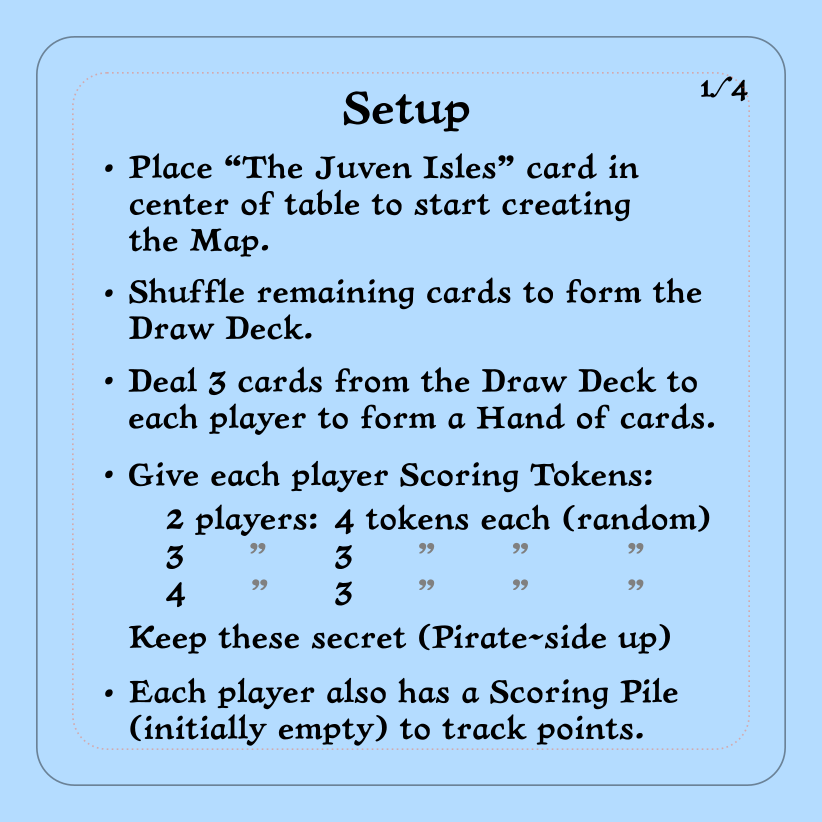 1/4
Setup
• Place “The Juven Isles” card in
center of table to start creating
the Map.
• Shuffle remaining cards to form the
Draw Deck.
• Deal 3 cards from the Draw Deck to
each player to form a Hand of cards.
• Give each player Scoring Tokens:
2 players: 4 tokens each (random)
3 ” 3 ” ” ”
4 ” 3 ” ” ”
Keep these secret (Pirate~side up)
• Each player also has a Scoring Pile
(initially empty) to track points.